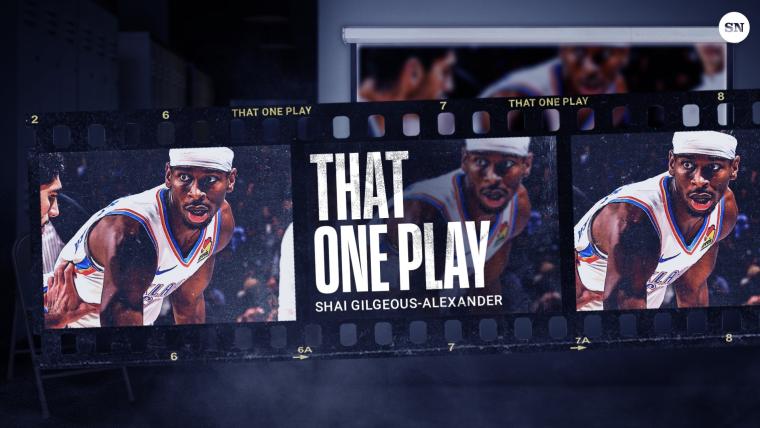 SN
2
6
THAT ONE PLAY
7
THAT ONE PLAY
8
THAT
ONE PLAY
SHAI GILGEOUS-ALEXANDER
6
6A
7
7A
8